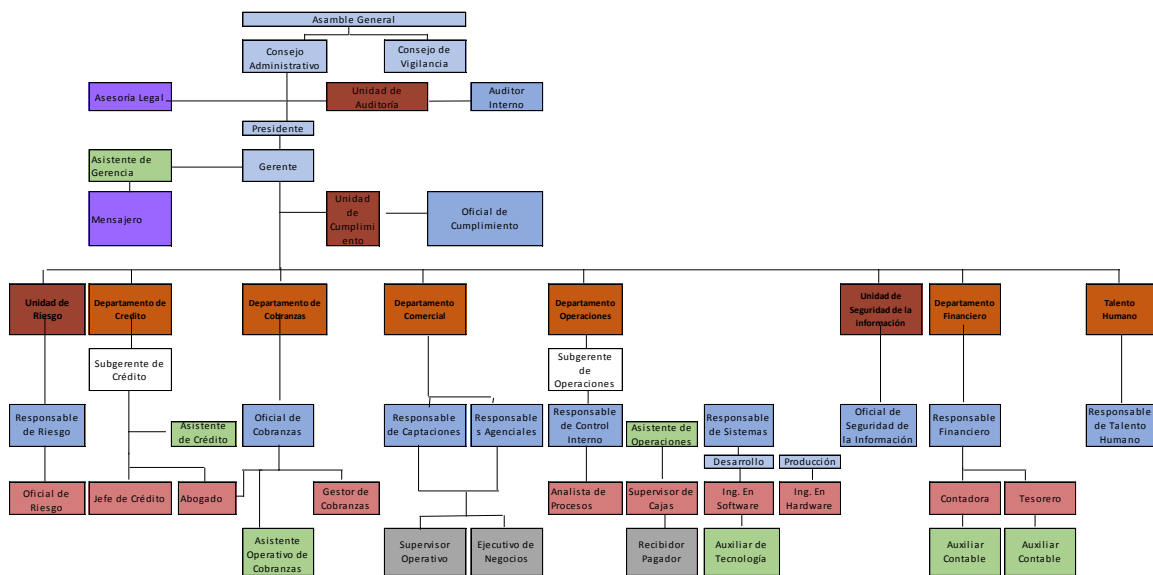 Asamble General
Consejo
Administrativo
Consejo de
Vigilancia
Asesoría Legal
Unidad de
Auditoría
Auditor
Interno
Presidente
Asistente de
Gerencia
Gerente
Mensajero
Unidad
de
Cumplimi
ento
Oficial de
Cumplimiento
Unidad de
Riesgo
Departamento de
Credito
Departamento de
Cobranzas
Departamento
Comercial
Departamento
Operaciones
Unidad de
Seguridad de la
información
Departamento
Financiero
Talento
Humano
Subgerente de
Crédito
Subgerente
de
Operaciones
Responsable
de Riesgo
Asistente
de Crédito
Oficial de
Cobranzas
Responsable
de Captaciones
Responsable
s Agenciales
Responsable
de Control
Interno
Asistente de
Operaciones
Responsable
de Sistemas
Oficial de
Seguridad de
la Información
Responsable
Financiero
Responsable
de Talento
Humano
Desarrollo
Producción
Oficial de
Riesgo
Jefe de Crédito
Abogado
Gestor de
Cobranzas
Analista de
Procesos
Supervisor
de Cajas
Ing. En
Software
Ing. En
Hardware
Contadora
Tesorero
Asistente
Operativo de
Cobranzas
Supervisor
Operativo
Ejecutivo de
Negocios
Recibidor
Pagador
Auxiliar de
Tecnología
Auxiliar
Contable
Auxiliar
Contable